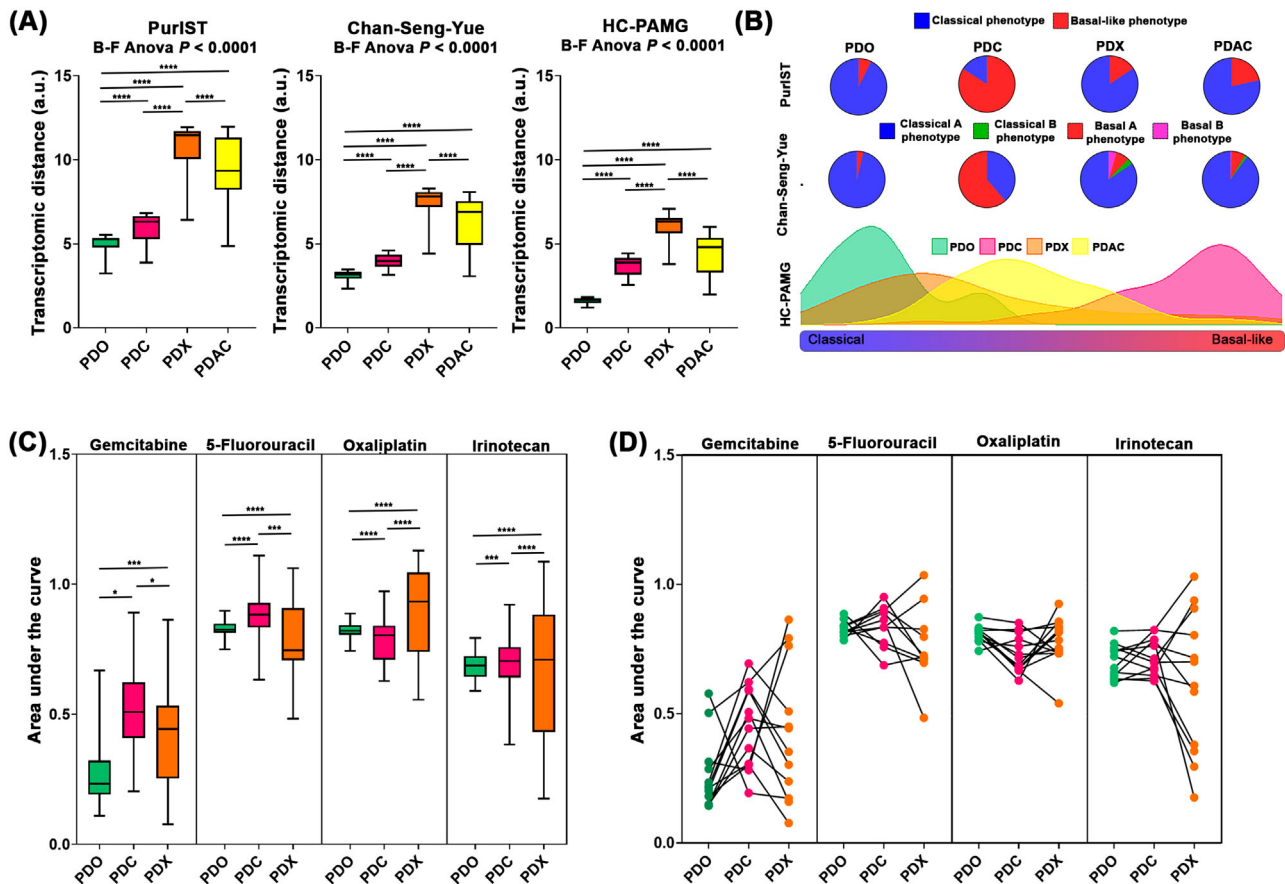 (A)
PurIST
B-F Anova P < 0.0001
Transcriptomic distance (a.u.)
15
10
5
0
****
****
****
****
****
PDO
PDC
PDX
PDAC
Chan-Seng-Yue
B-F Anova P < 0.0001
Transcriptomic distance (a.u.)
15
10
5
0
****
****
****
****
****
PDO
PDC
PDX
PDAC
HC-PAMG
B-F Anova P < 0.0001
Transcriptomic distance (a.u.)
15
10
5
0
****
****
****
****
****
PDO
PDC
PDX
PDAC
(B)
Classical phenotype Basal-like phenotype
PDO PDC PDX PDAC
PurIST
Classical A phenotype
Classical B phenotype
Basal A phenotype
Basal B phenotype
Chan-Seng-Yue
PDO PDC PDX PDAC
HC-PAMG
Classical Basal-like
(C)
Gemcitabine 5-Fluorouracil Oxaliplatin Irinotecan
Area under the curve
1.5
1.0
0.5
0.0
***
* *
****
**** ***
****
**** ****
****
*** ****
PDO PDC PDX PDO PDC PDX PDO PDC PDX PDO PDC PDX
(D)
Gemcitabine 5-Fluorouracil Oxaliplatin Irinotecan
Area under the curve
1.5
1.0
0.5
0.0
PDO PDC PDX PDO PDC PDX PDO PDC PDX PDO PDC PDX